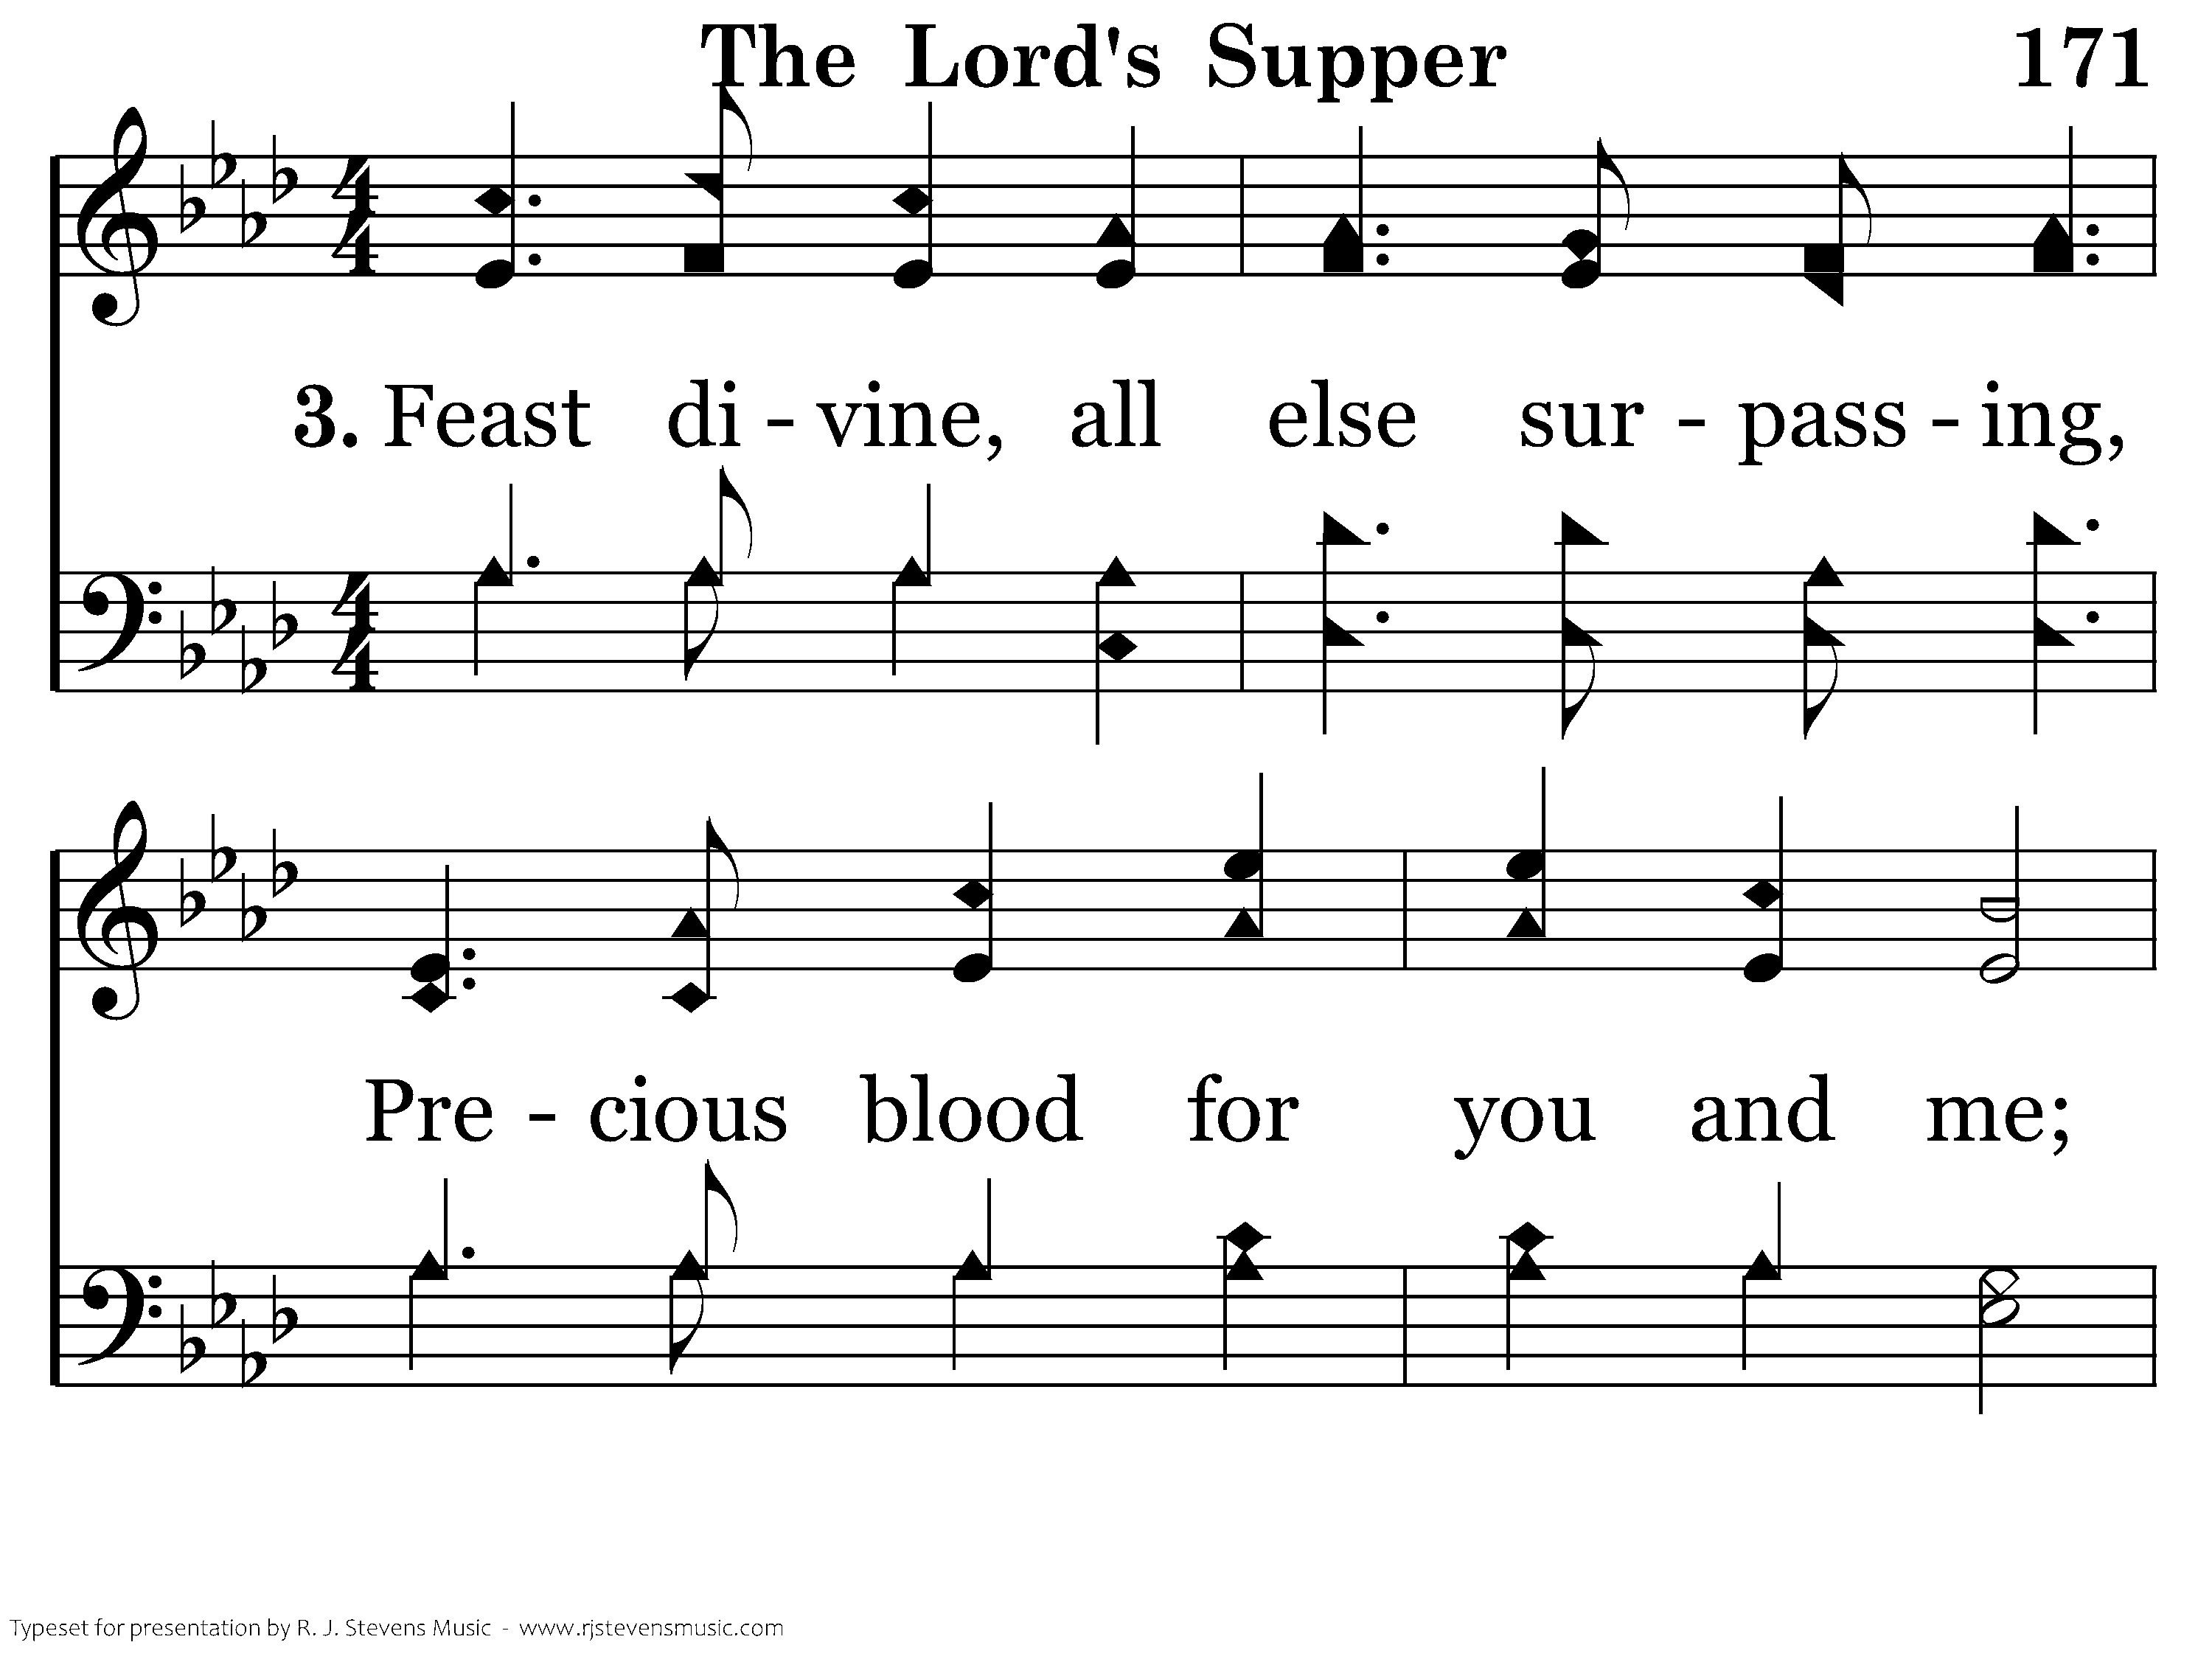 The Lord's Supper 171
3. Feast di - vine, all else sur - pass - ing,
Pre - cious blood for you and me;
Typeset for presentation by R. J. Stevens Music - www.rjstevensmusic.com